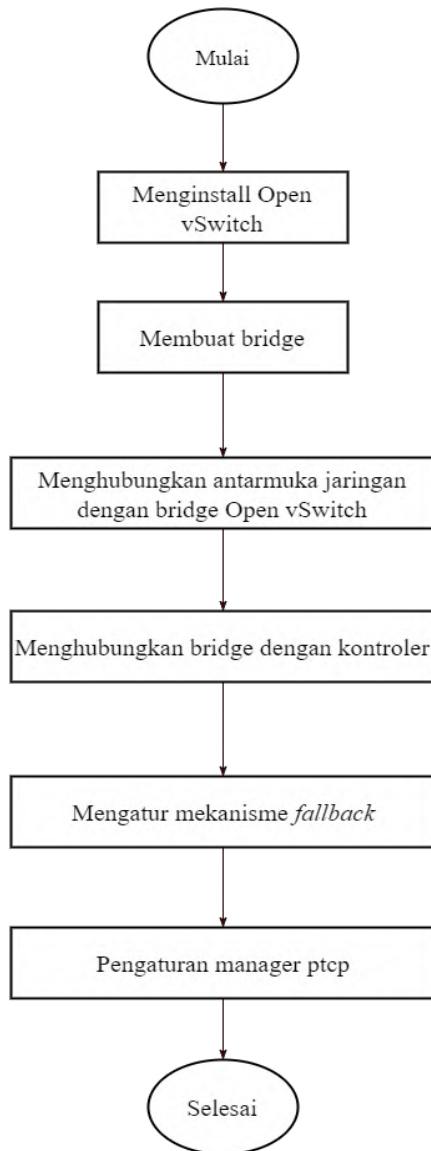 Mulai
Menginstall Open
vSwitch
Membuat bridge
Menghubungkan antarmuka jaringan
dengan bridge Open vSwitch
Menghubungkan bridge dengan kontroler
Mengatur mekanisme fallback
Pengaturan manager ptcp
Selesai